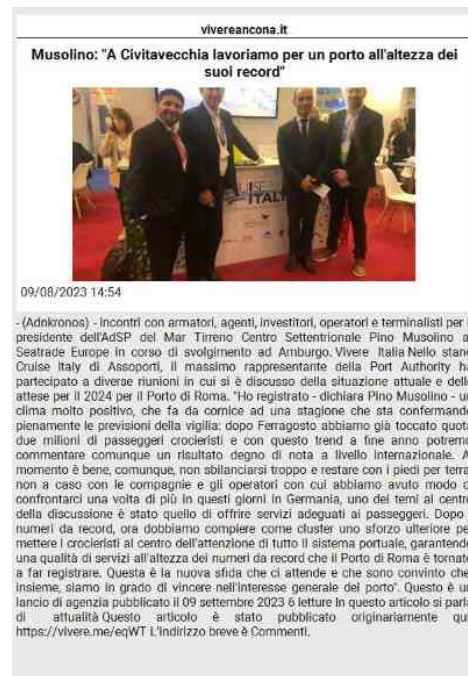 vivereancona.it
Musolino: "A Civitavecchia lavoriamo per un porto all'altezza dei
suoi record"
ITALY
09/08/2023 14:54
- (Adnkronos) - Incontri con armatori, agenti, investitori, operatori e terminalisti per
presidente dell'AdSP del Mar Tirreno Centro Settentrionale Pino Musolino a
Seatrade Europe in corso di svolgimento ad Amburgo. Vivere Italia Nello stand
Cruise Italy di Assoporti, il massimo rappresentante della Port Authority ha
partecipato a diverse riunioni in cui si è discusso della situazione attuale e delle
attese per il 2024 per il Porto di Roma. "Ho registrato - dichiara Pino Musolino - un
clima molto positivo, che fa da cornice ad una stagione che sta confermando
pienamente le previsioni della vigilia: dopo Ferragosto abbiamo già toccato quota
due milioni di passeggeri crocieristi e con questo trend a fine anno potremo
commentare comunque un risultato degno di nota a livello internazionale. A
momento è bene, comunque, non sbilanciarsi troppo e restare con i piedi per terra
non a caso con le compagnie e gli operatori con cui abbiamo avuto modo d
confrontarci una volta di più in questi giorni in Germania, uno dei temi al centro
della discussione è stato quello di offrire servizi adeguati ai passeggeri. Dopo
numeri da record, ora dobbiamo compiere come cluster uno sforzo ulteriore pe
mettere i crocieristi al centro dell'attenzione di tutto il sistema portuale, garantendo
una qualità di servizi all'altezza dei numeri da record che il Porto di Roma è tornato
a far registrare. Questa è la nuova sfida che ci attende e che sono convinto che
insieme, siamo in grado di vincere nell'interesse generale del porto". Questo è un
lancio di agenzia pubblicato il 09 settembre 2023 6 letture In questo articolo si parla
di attualità Questo articolo è stato pubblicato originariamente qui
https://vivere.me/eqWT L'indirizzo breve è Commenti.